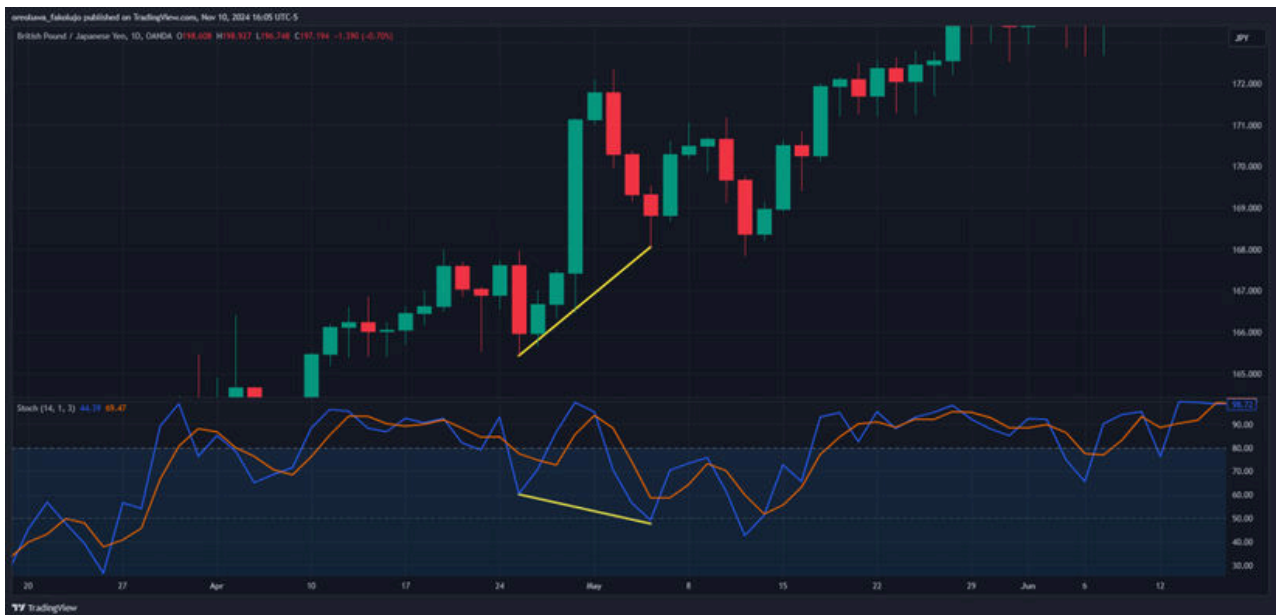 oreoluwa_fakolujo published on TradingView.com, Nov 10, 2024 16:05 UTC-5
British Pound / Japanese Yen, 1D, OANDA O198.608 H198.927 L196.748 C197.194 -1.390 (-0.70%)
JPY
172.000
171.000
170.000
169.000
168.000
167.000
166.000
165.000
Stoch (14, 1, 3) 44.39 69.47
98.72
90.00
80.00
70.00
60.00
50.00
40.00
30.00
20 27 Apr 10 17 24 May 8 15 22 29 Jun 6 12
TradingView